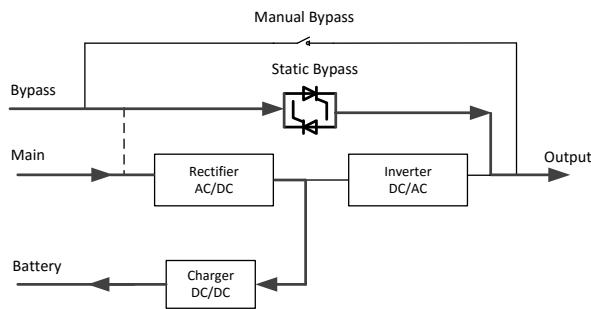 Manual Bypass
Static Bypass
Bypass
Main
Rectifier
AC/DC
Inverter
DC/AC
Output
Battery
Charger
DC/DC